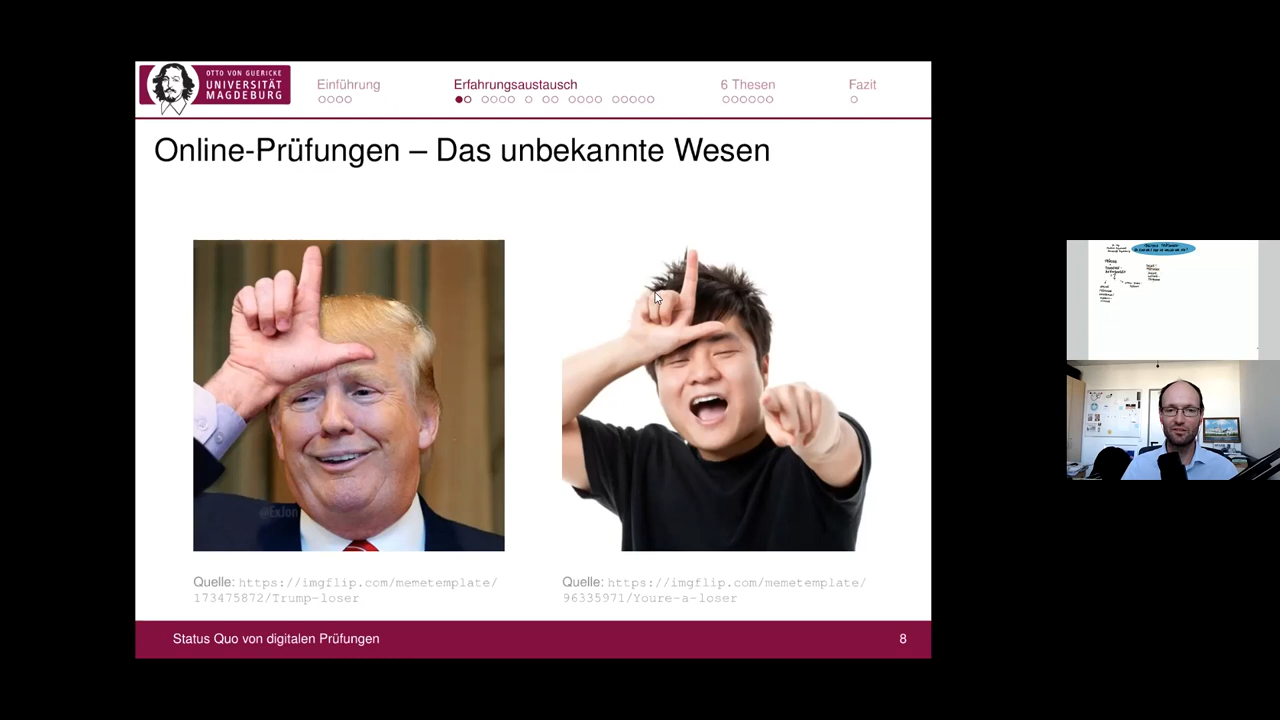 OTTO VON GUERICKE
UNIVERSITÄT
MAGDEBURG
Einführung
Erfahrungsaustausch
6 Thesen
Fazit
Online-Prüfungen – Das unbekannte Wesen
@ExJon
Quelle: https://imgflip.com/memetemplate/
173475872/Trump-loser
Quelle: https://imgflip.com/memetemplate/
96335971/Youre-a-loser
Status Quo von digitalen Prüfungen
8